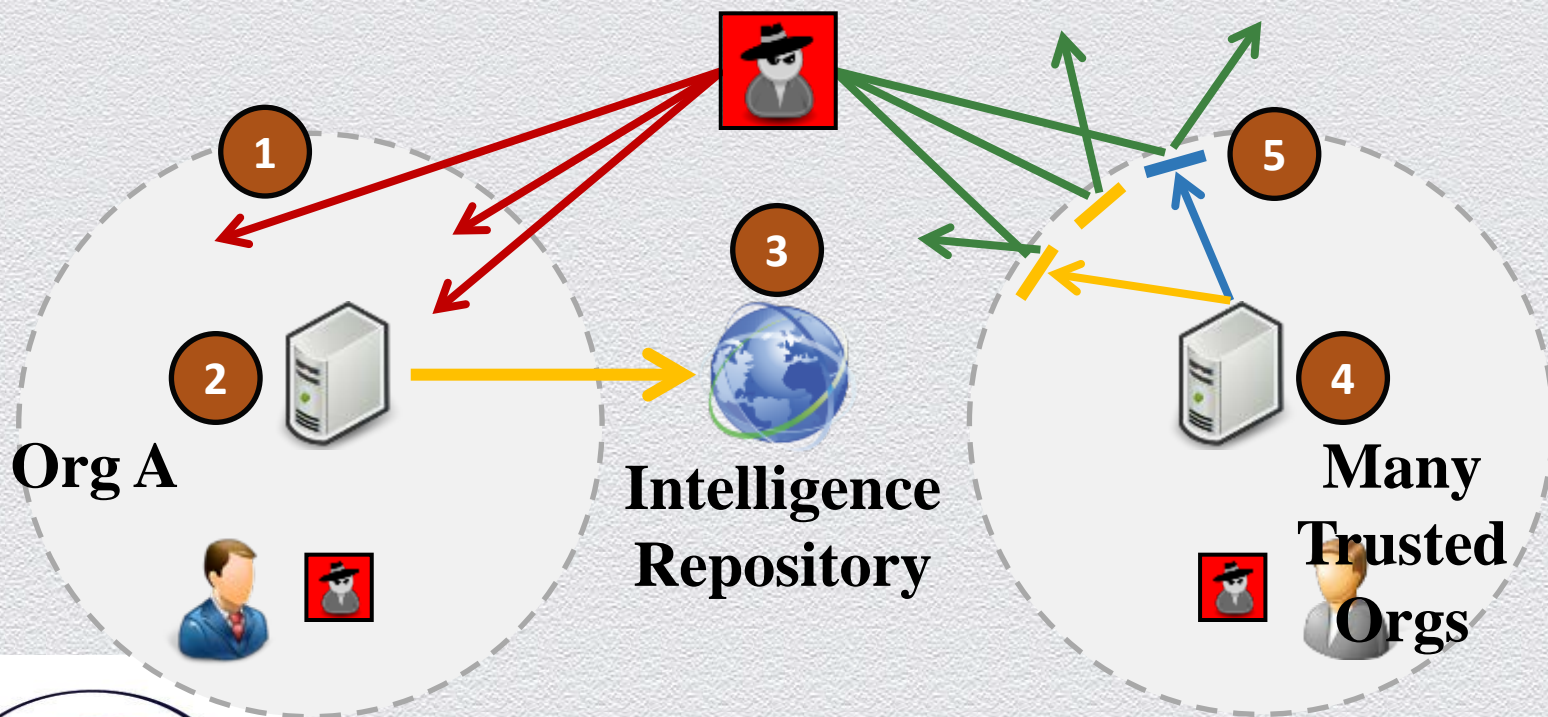 1
5
3
2
4
Org A
Intelligence
Repository
Many
Trusted
Orgs